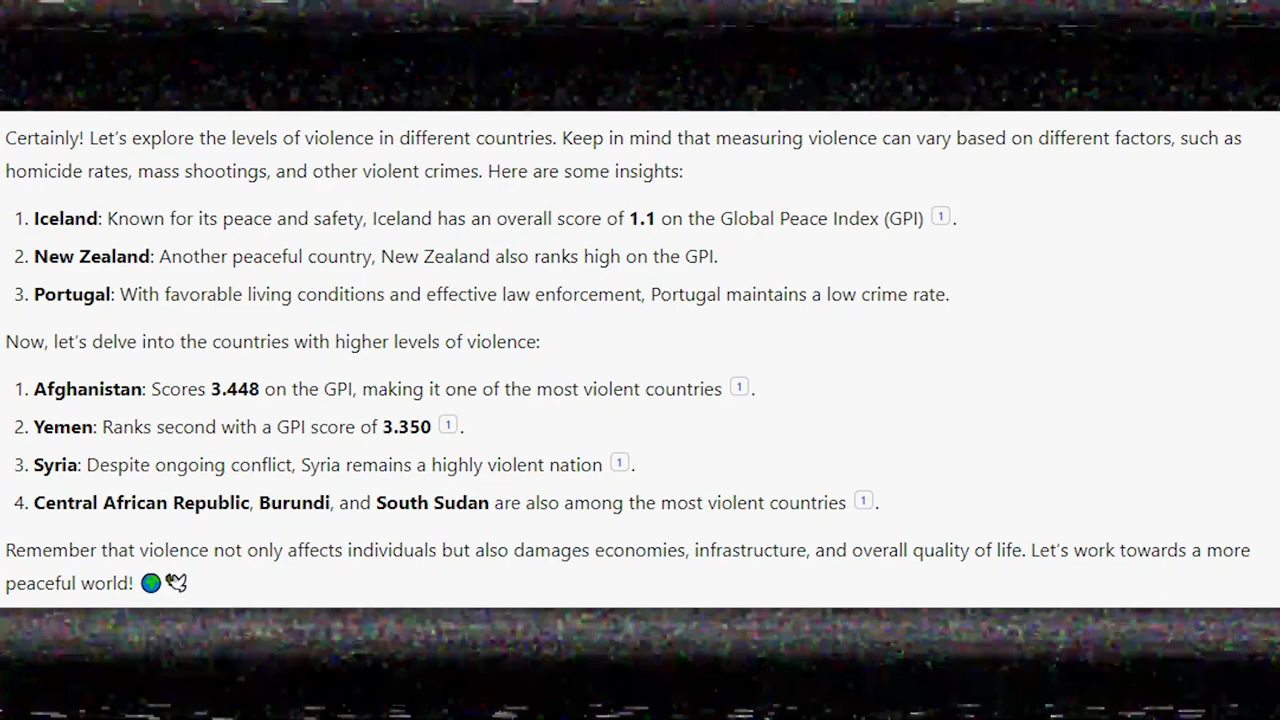 Certainly! Let's explore the levels of violence in different countries. Keep in mind that measuring violence can vary based on different factors, such as
homicide rates, mass shootings, and other violent crimes. Here are some insights:
1. Iceland: Known for its peace and safety, Iceland has an overall score of 1.1 on the Global Peace Index (GPI) 1.
2. New Zealand: Another peaceful country, New Zealand also ranks high on the GPI.
3. Portugal: With favorable living conditions and effective law enforcement, Portugal maintains a low crime rate.
Now, let's delve into the countries with higher levels of violence:
1. Afghanistan: Scores 3.448 on the GPI, making it one of the most violent countries 1.
2. Yemen: Ranks second with a GPI score of 3.350 1.
3. Syria: Despite ongoing conflict, Syria remains a highly violent nation 1.
4. Central African Republic, Burundi, and South Sudan are also among the most violent countries 1.
Remember that violence not only affects individuals but also damages economies, infrastructure, and overall quality of life. Let's work towards a more
peaceful world! 🌍🕊